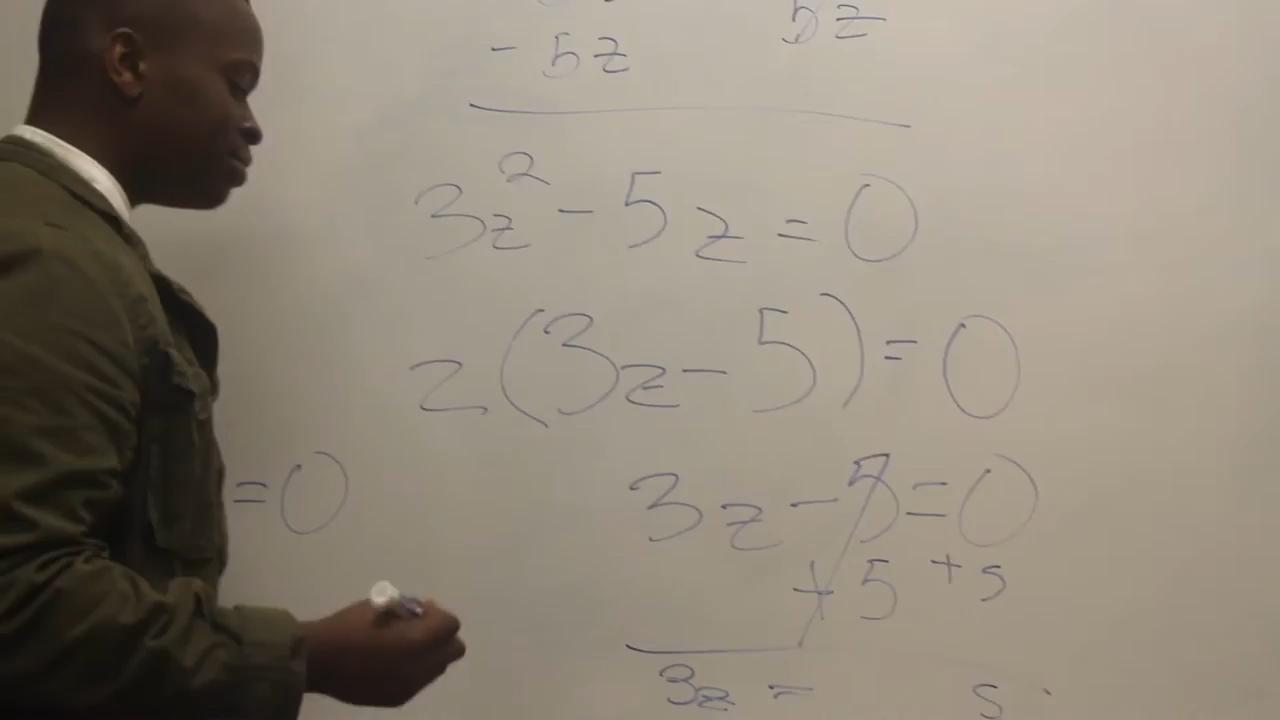 - 5z 5z
3z² - 5z = 0
z(3z - 5) = 0
= 0 3z - 5 = 0
+ 5 + 5
3z = 5